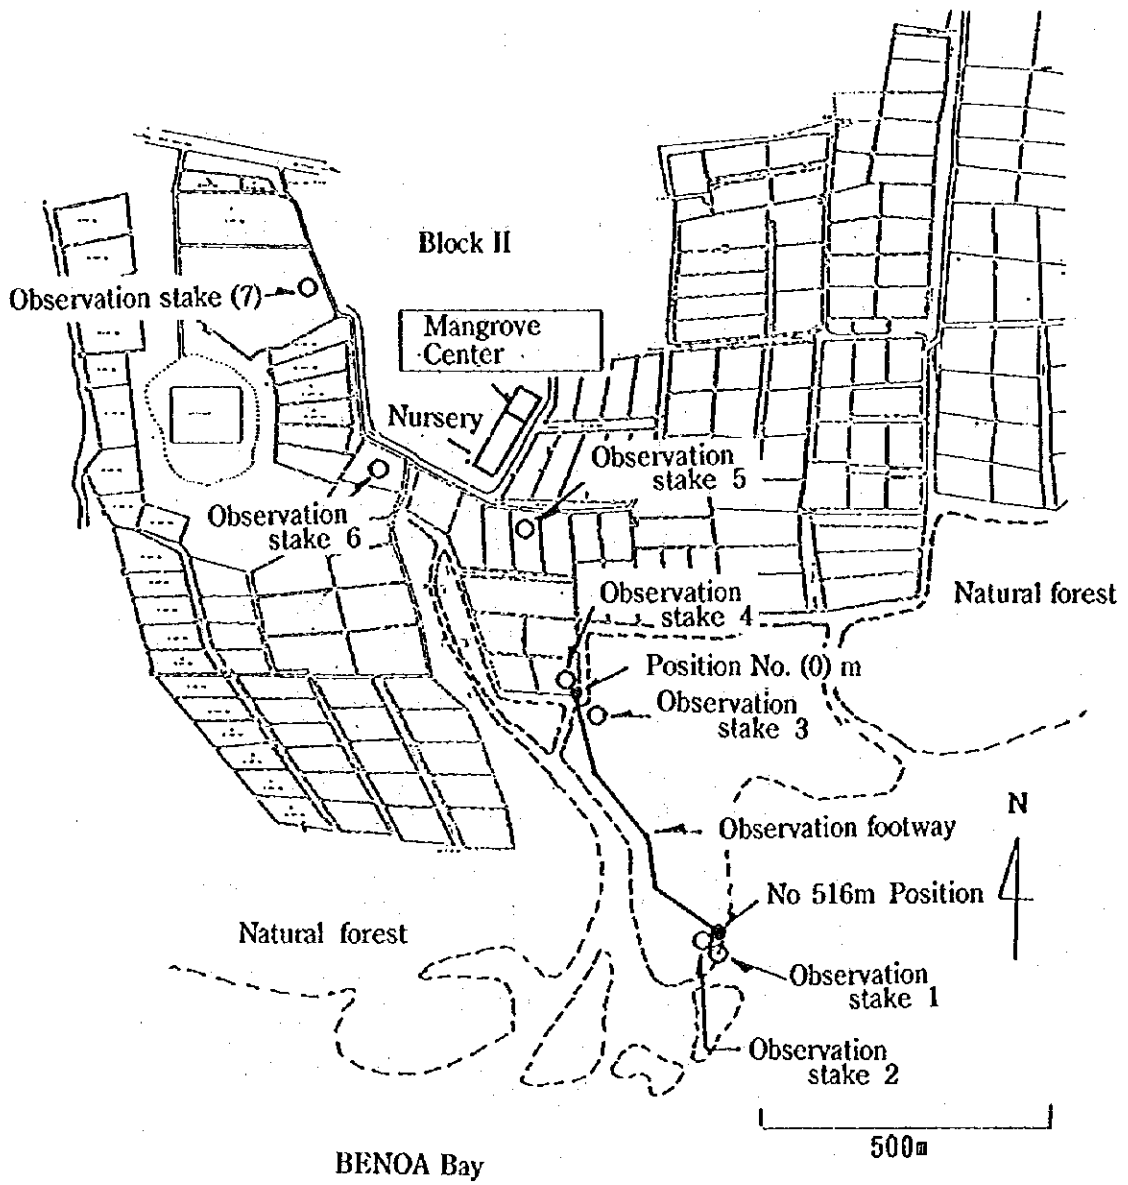 Block II
Observation stake (7)
Mangrove
Center
Nursery
Observation
stake 5
Observation
stake 6
Observation
stake 4
Natural forest
Position No. (0) m
Observation
stake 3
N
Observation footway
No 516m Position
Natural forest
Observation
stake 1
Observation
stake 2
500m
BENOA Bay